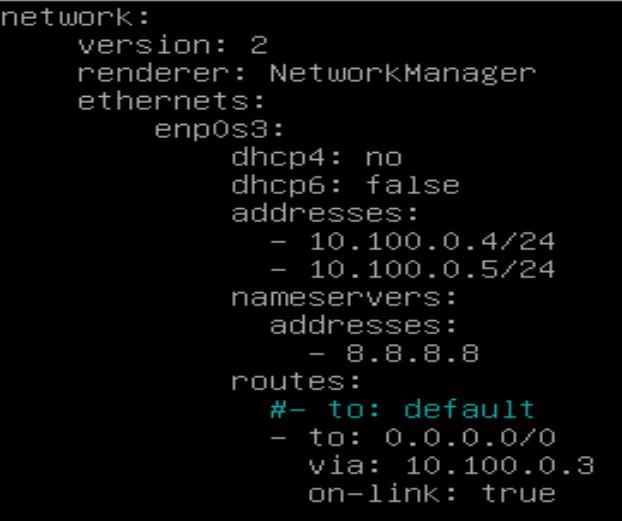 network:
version: 2
renderer: NetworkManager
ethernets:
enp0s3:
dhcp4: no
dhcp6: false
addresses:
- 10.100.0.4/24
- 10.100.0.5/24
nameservers:
addresses:
- 8.8.8.8
routes:
#- to: default
- to: 0.0.0.0/0
via: 10.100.0.3
on-link: true